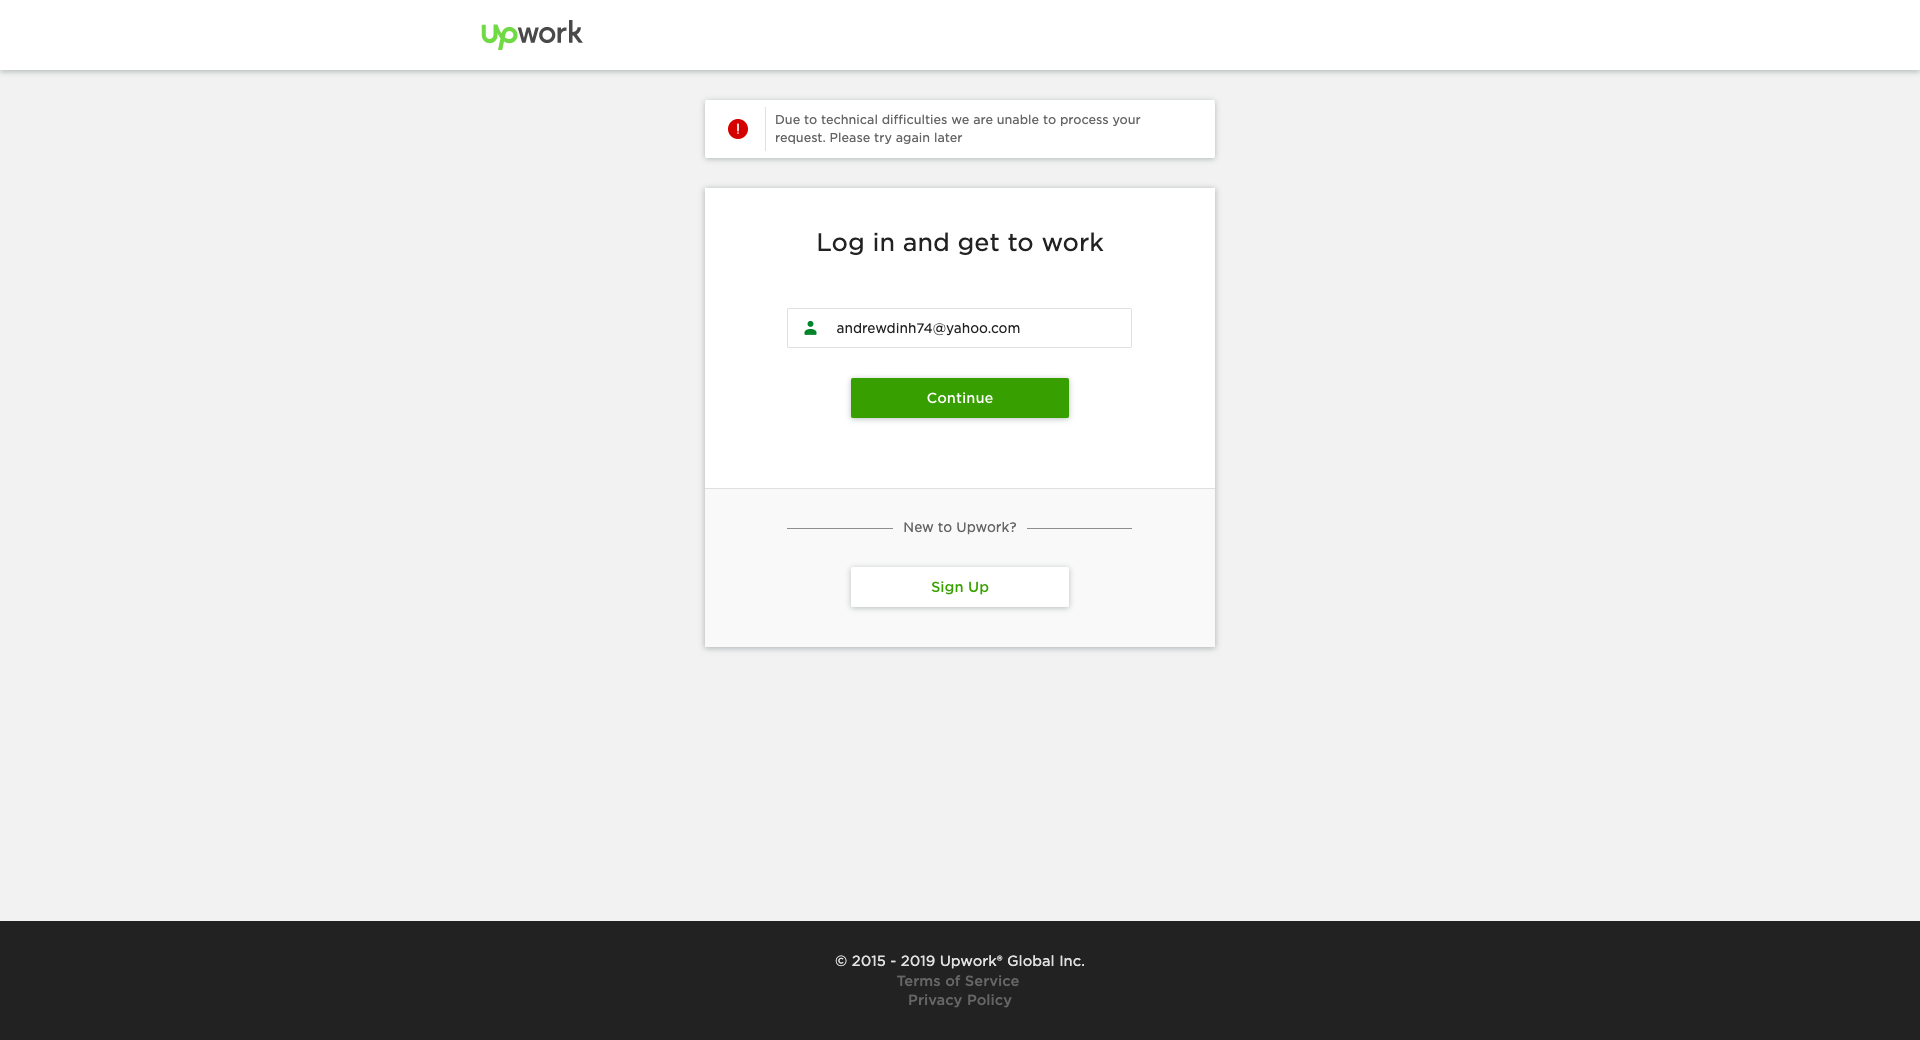 Upwork
! Due to technical difficulties we are unable to process your
request. Please try again later
Log in and get to work
andrewdinh74@yahoo.com
Continue
New to Upwork?
Sign Up
© 2015 - 2019 Upwork® Global Inc.
Terms of Service
Privacy Policy